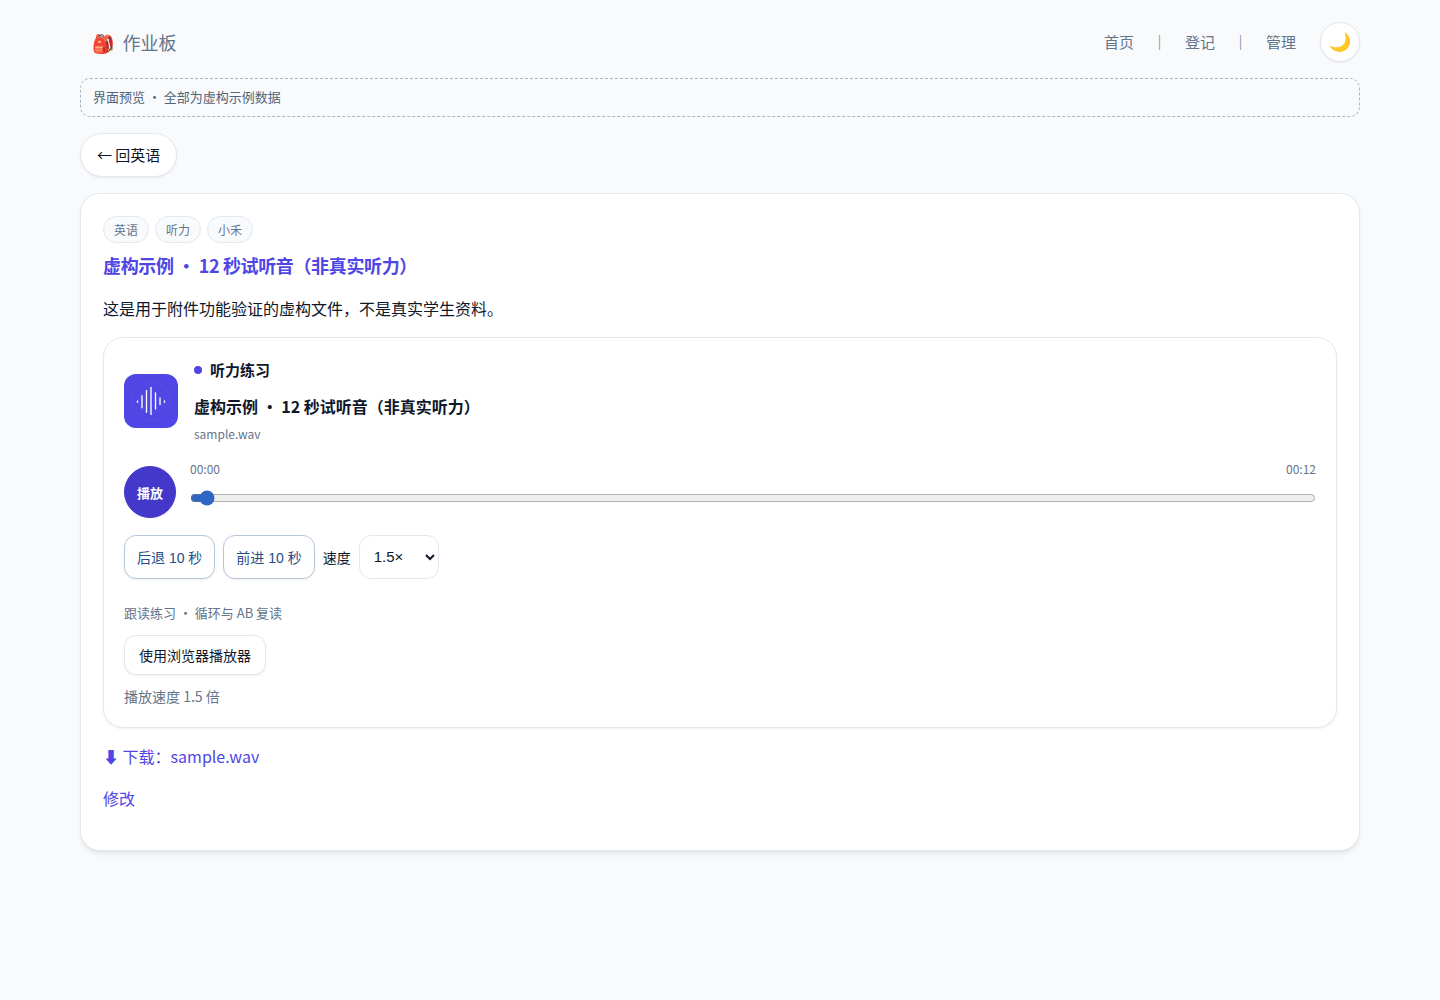 🎒 作业板
首页 | 登记 | 管理 🌙
界面预览 · 全部为虚构示例数据
← 回英语
英语 听力 小禾
虚构示例 · 12 秒试听音（非真实听力）
这是用于附件功能验证的虚构文件，不是真实学生资料。
听力练习
虚构示例 · 12 秒试听音（非真实听力）
sample.wav
00:00 00:12
播放
后退 10 秒 前进 10 秒 速度 1.5×
跟读练习 · 循环与 AB 复读
使用浏览器播放器
播放速度 1.5 倍
⬇ 下载：sample.wav
修改